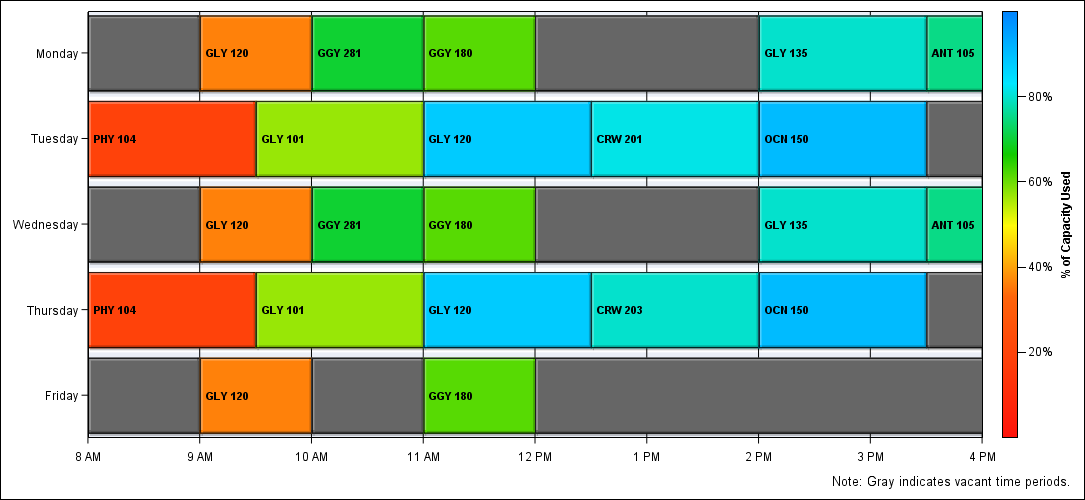 Monday
GLY 120
GGY 281
GGY 180
GLY 135
ANT 105
Tuesday
PHY 104
GLY 101
GLY 120
CRW 201
OCN 150
Wednesday
GLY 120
GGY 281
GGY 180
GLY 135
ANT 105
Thursday
PHY 104
GLY 101
GLY 120
CRW 203
OCN 150
Friday
GLY 120
GGY 180
8 AM
9 AM
10 AM
11 AM
12 PM
1 PM
2 PM
3 PM
4 PM
80%
60%
40%
20%
% of Capacity Used
Note: Gray indicates vacant time periods.